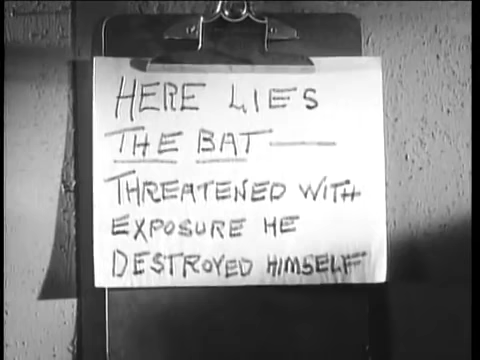 HERE LIES
THE BAT —
THREATENED WITH
EXPOSURE HE
DESTROYED HIMSELF